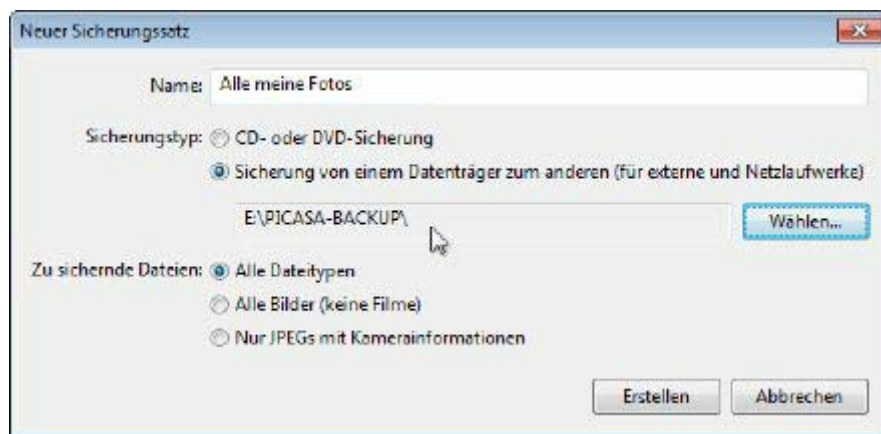 Neuer Sicherungssatz
Name: Alle meine Fotos
Sicherungstyp: CD- oder DVD-Sicherung
Sicherung von einem Datenträger zum anderen (für externe und Netzlaufwerke)
E:\PICASA-BACKUP\ Wählen...
Zu sichernde Dateien: Alle Dateitypen
Alle Bilder (keine Filme)
Nur JPEGs mit Kamerainformationen
Erstellen Abbrechen